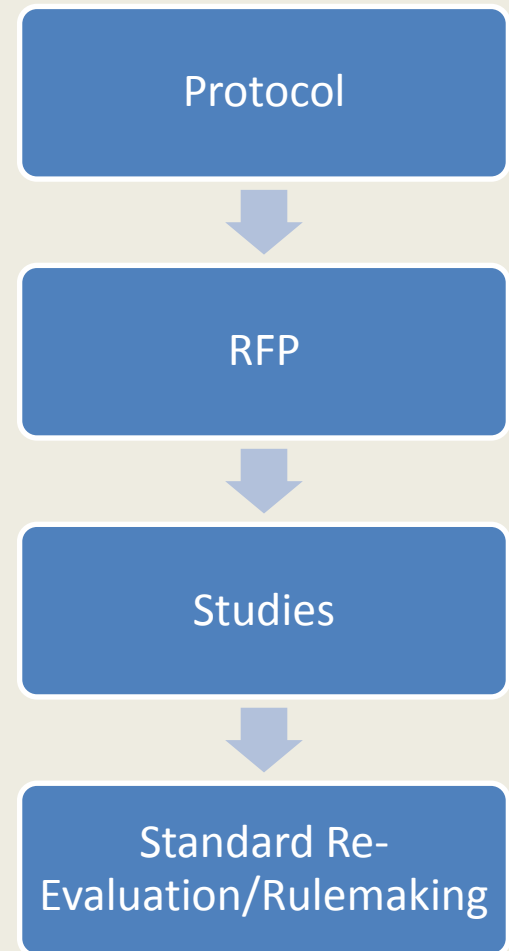 Protocol
RFP
Studies
Standard Re-
Evaluation/Rulemaking